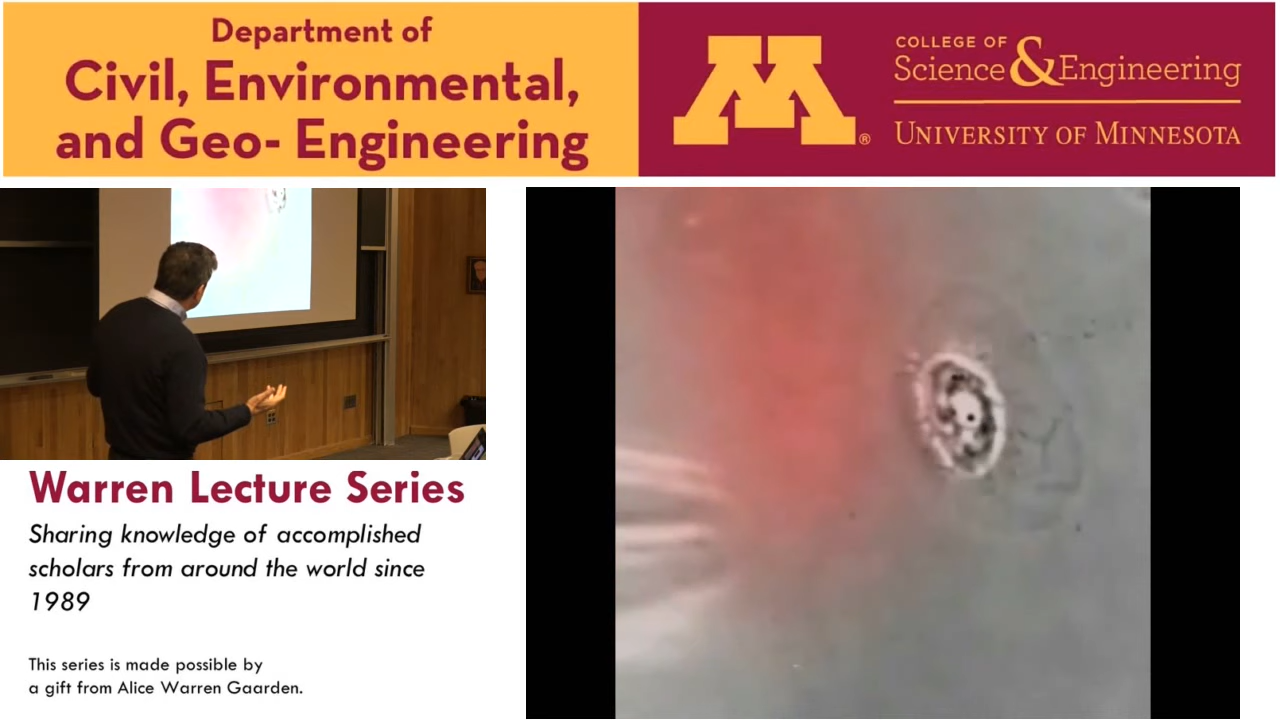 Department of
Civil, Environmental,
and Geo- Engineering
COLLEGE OF
Science & Engineering
UNIVERSITY OF MINNESOTA
M®
Warren Lecture Series
Sharing knowledge of accomplished
scholars from around the world since
1989
This series is made possible by
a gift from Alice Warren Gaarden.